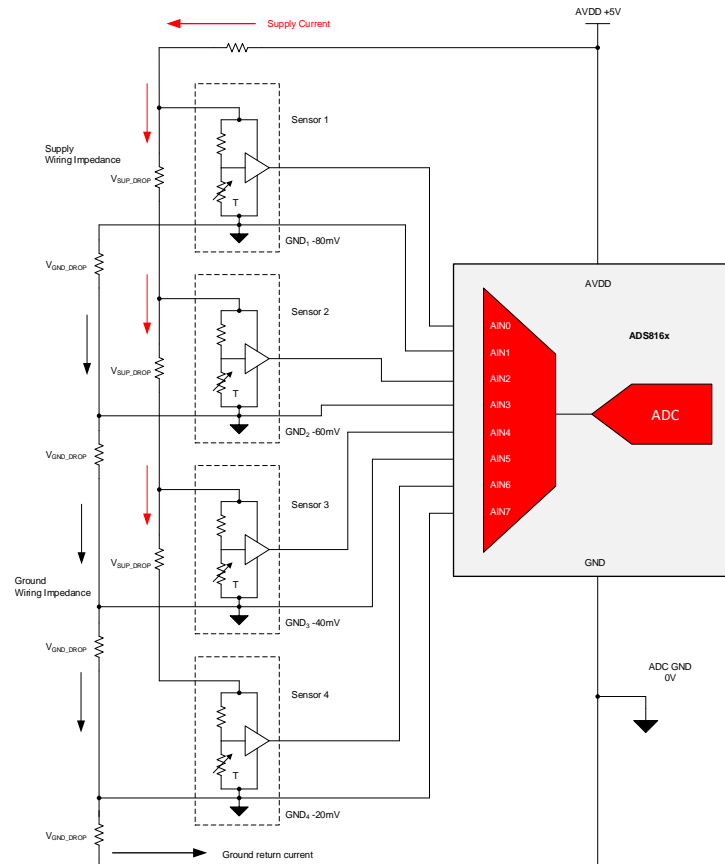 AVDD +5V
Supply Current
Sensor 1
Supply
Wiring Impedance
VSUP_DROP
T
GND1 -80mV
VGND_DROP
AVDD
Sensor 2
ADS816x
AIN0
AIN1
VSUP_DROP
T
AIN2
AIN3
GND2 -60mV
ADC
AIN4
VGND_DROP
AIN5
AIN6
Sensor 3
AIN7
VSUP_DROP
T
GND
Ground
Wiring Impedance
GND3 -40mV
VGND_DROP
ADC GND
0V
Sensor 4
T
GND4 -20mV
VGND_DROP
Ground return current